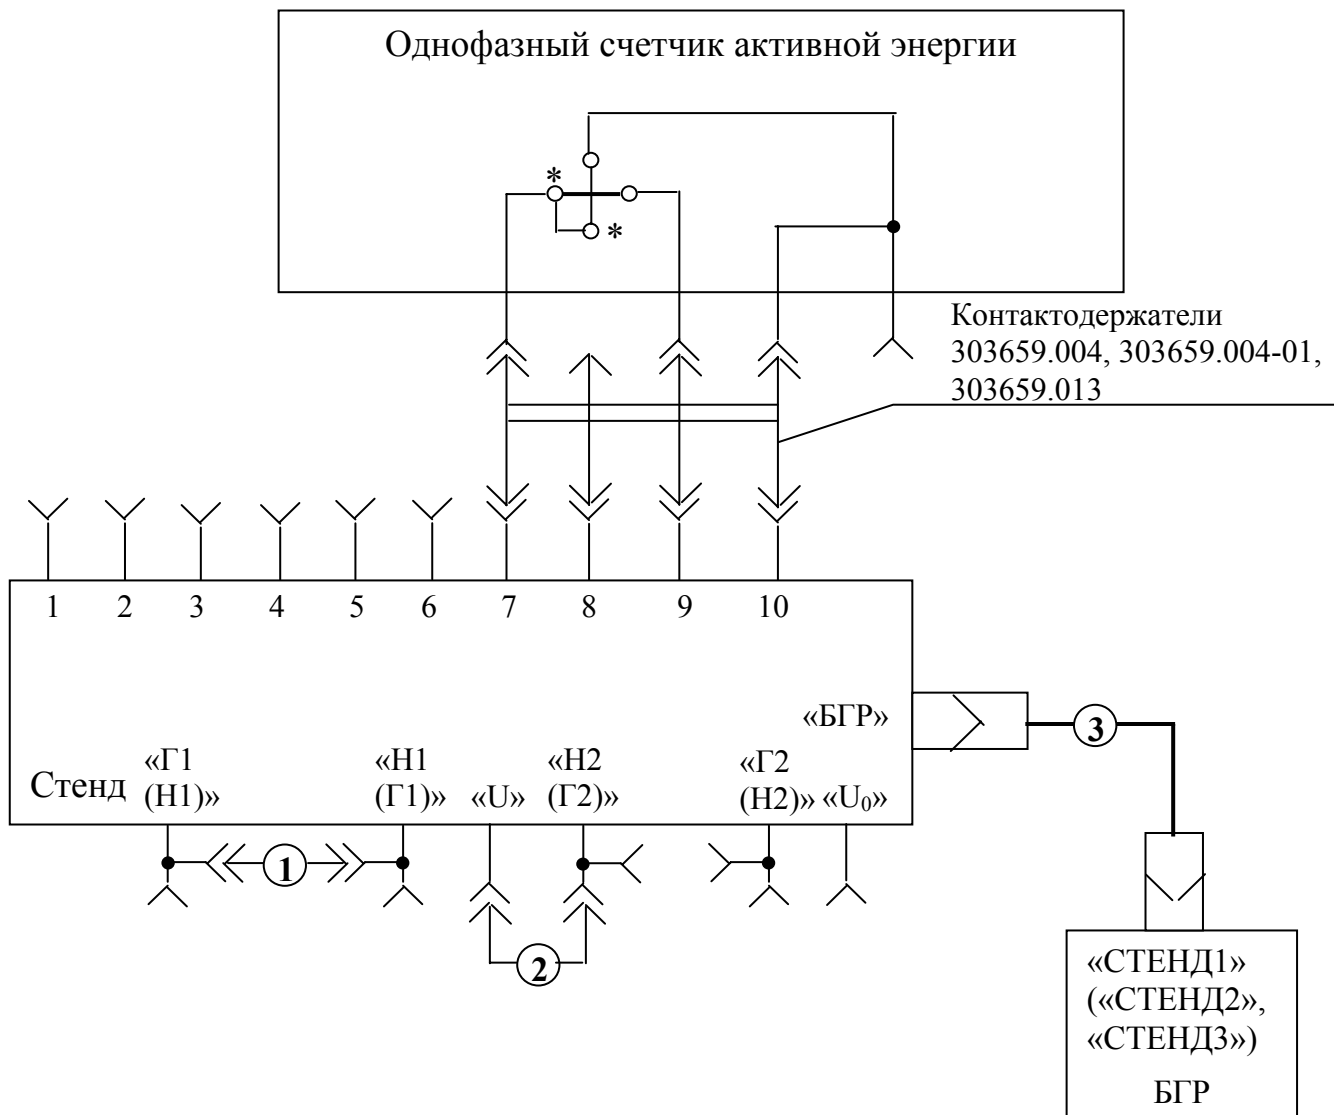 Однофазный счетчик активной энергии
*
*
Контактодержатели
303659.004, 303659.004-01,
303659.013
1 2 3 4 5 6 7 8 9 10
«БГР»
3
Стенд
«Г1
(Н1)»
«Н1
(Г1)»
«U»
«Н2
(Г2)»
«Г2
(Н2)»
«U₀»
1
2
«СТЕНД1»
(«СТЕНД2»,
«СТЕНД3»)
БГР